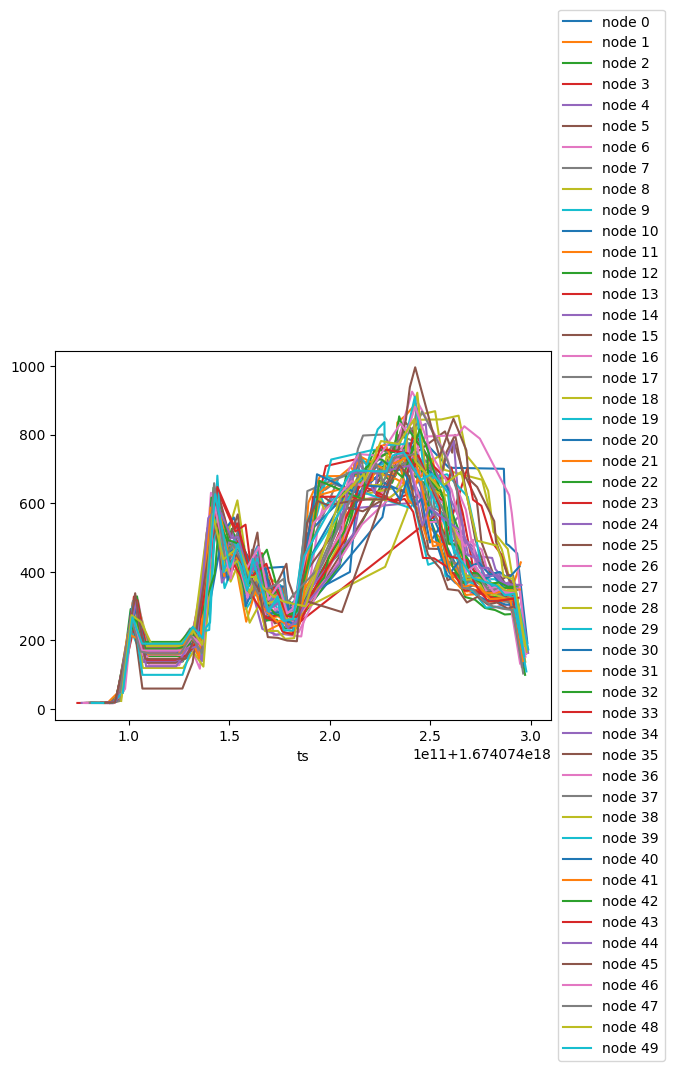 node 0
node 1
node 2
node 3
node 4
node 5
node 6
node 7
node 8
node 9
node 10
node 11
node 12
node 13
node 14
node 15
node 16
node 17
node 18
node 19
node 20
node 21
node 22
node 23
node 24
node 25
node 26
node 27
node 28
node 29
node 30
node 31
node 32
node 33
node 34
node 35
node 36
node 37
node 38
node 39
node 40
node 41
node 42
node 43
node 44
node 45
node 46
node 47
node 48
node 49
1000
800
600
400
200
0
1.0 1.5 2.0 2.5 3.0
ts
1e11+1.674074e18